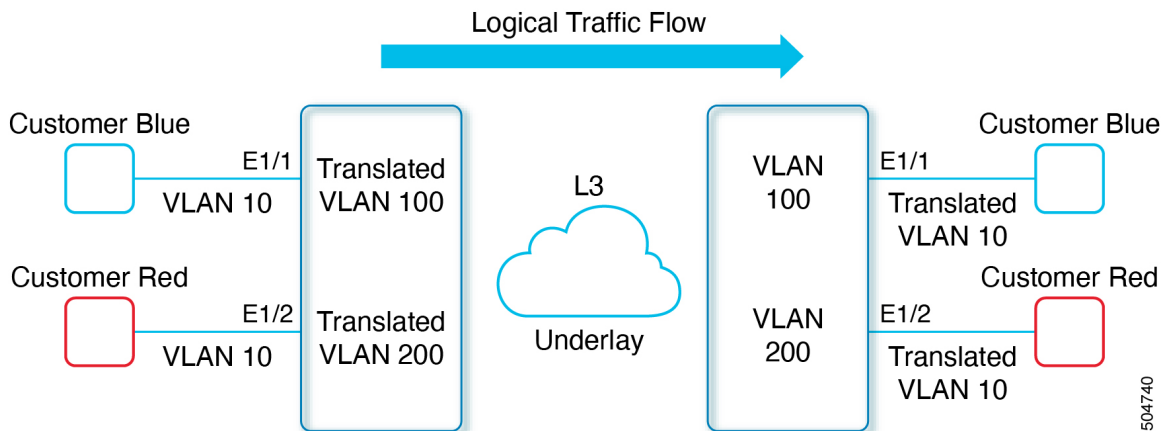 Logical Traffic Flow
Customer Blue
E1/1
VLAN 10
Translated
VLAN 100
Customer Red
E1/2
VLAN 10
Translated
VLAN 200
L3
Underlay
VLAN
100
VLAN
200
Customer Blue
E1/1
Translated
VLAN 10
Customer Red
E1/2
Translated
VLAN 10
504740